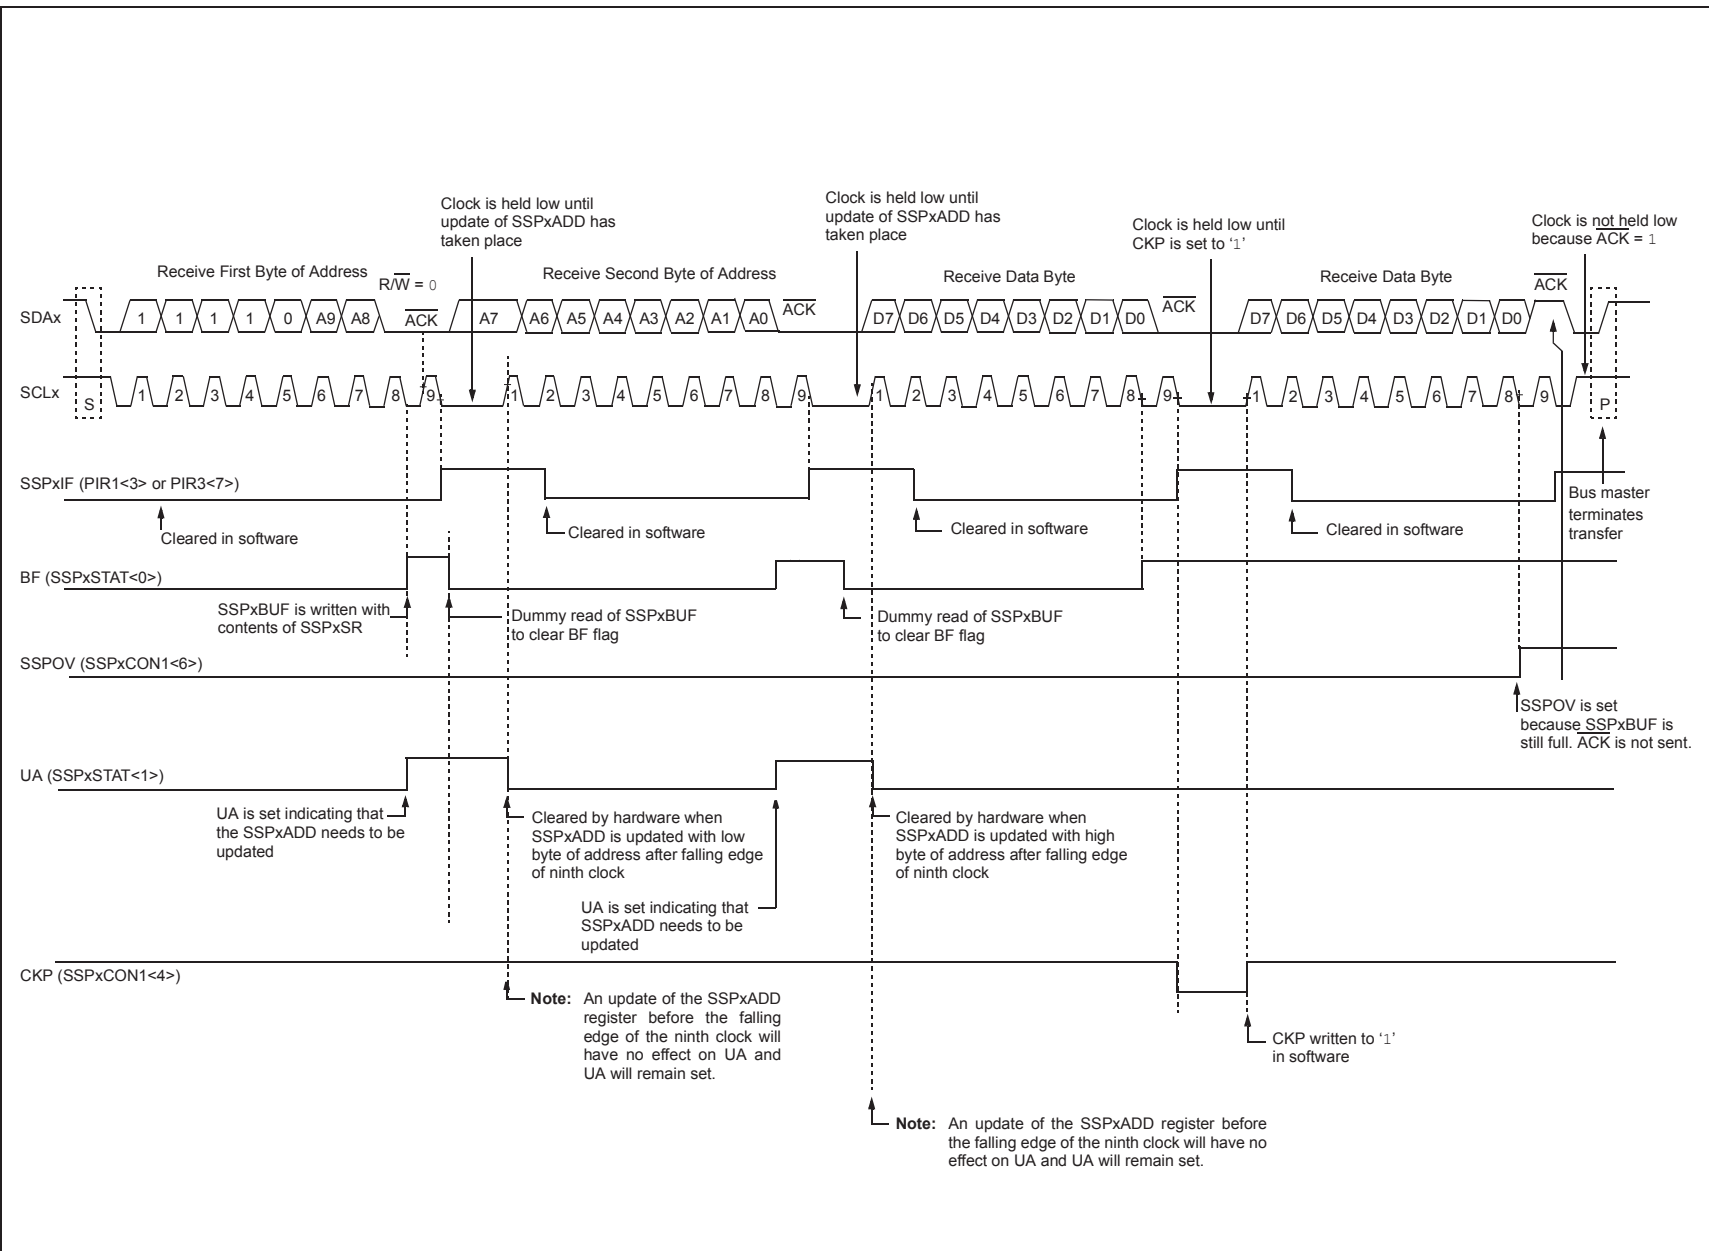 Clock is held low until
update of SSPxADD has
taken place
Clock is held low until
update of SSPxADD has
taken place
Clock is held low until
CKP is set to ‘1’
Clock is not held low
because ACK = 1
Receive First Byte of Address
R/W = 0
Receive Second Byte of Address
Receive Data Byte
Receive Data Byte
SDAx
1 1 1 1 0 A9 A8 ACK A7 A6 A5 A4 A3 A2 A1 A0 ACK D7 D6 D5 D4 D3 D2 D1 D0 ACK D7 D6 D5 D4 D3 D2 D1 D0 ACK
SCLx
S 1 2 3 4 5 6 7 8 9 1 2 3 4 5 6 7 8 9 1 2 3 4 5 6 7 8 9 1 2 3 4 5 6 7 8 9 P
SSPxIF (PIR1<3> or PIR3<7>)
Cleared in software
Cleared in software
Cleared in software
Cleared in software
Bus master
terminates
transfer
BF (SSPxSTAT<0>)
SSPxBUF is written with
contents of SSPxSR
Dummy read of SSPxBUF
to clear BF flag
Dummy read of SSPxBUF
to clear BF flag
SSPOV (SSPxCON1<6>)
SSPOV is set
because SSPxBUF is
still full. ACK is not sent.
UA (SSPxSTAT<1>)
UA is set indicating that
the SSPxADD needs to be
updated
Cleared by hardware when
SSPxADD is updated with low
byte of address after falling edge
of ninth clock
UA is set indicating that
SSPxADD needs to be
updated
Cleared by hardware when
SSPxADD is updated with high
byte of address after falling edge
of ninth clock
CKP (SSPxCON1<4>)
Note: An update of the SSPxADD
register before the falling
edge of the ninth clock will
have no effect on UA and
UA will remain set.
CKP written to ‘1’
in software
Note: An update of the SSPxADD register before
the falling edge of the ninth clock will have no
effect on UA and UA will remain set.